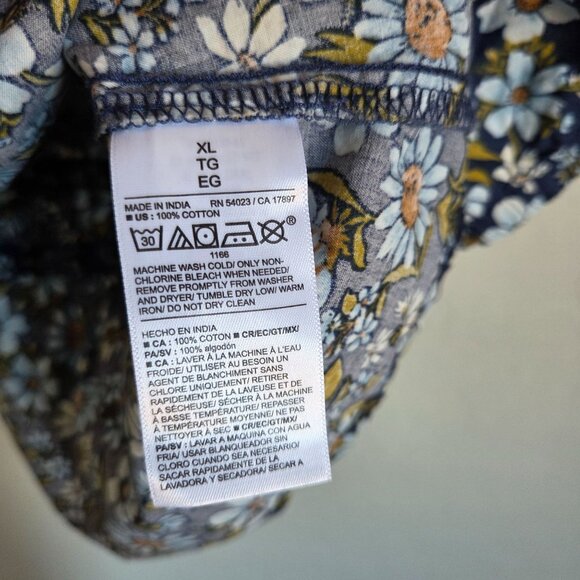 XL
TG
EG
MADE IN INDIA RN 54023 / CA 17897
■ US : 100% COTTON
30 ®
1166
MACHINE WASH COLD/ ONLY NON-
CHLORINE BLEACH WHEN NEEDED/
REMOVE PROMPTLY FROM WASHER
AND DRYER/ TUMBLE DRY LOW/ WARM
IRON/ DO NOT DRY CLEAN
HECHO EN INDIA
■ CA : 100% COTON ■ CR/EC/GT/MX/
PA/SV: 100% algodón
■ CA : LAVER À LA MACHINE À L'EAU
FROIDE/ UTILISER AU BESOIN UN
AGENT DE BLANCHIMENT SANS
CHLORE UNIQUEMENT/ RETIRER
RAPIDEMENT DE LA LAVEUSE ET DE
LA SÉCHEUSE/ SÉCHER À LA MACHINE
À BASSE TEMPÉRATURE/ REPASSER
À TEMPÉRATURE MOYENNE/ NE PAS
NETTOYER À SEC ■ CR/EC/GT/MX/
PA/SV: LAVAR A MAQUINA CON AGUA
FRIA/ USAR BLANQUEADOR SIN
CLORO CUANDO SEA NECESARIO/
SACAR RAPIDAMENTE DE LA
LAVADORA Y SECADORA/ SECAR A